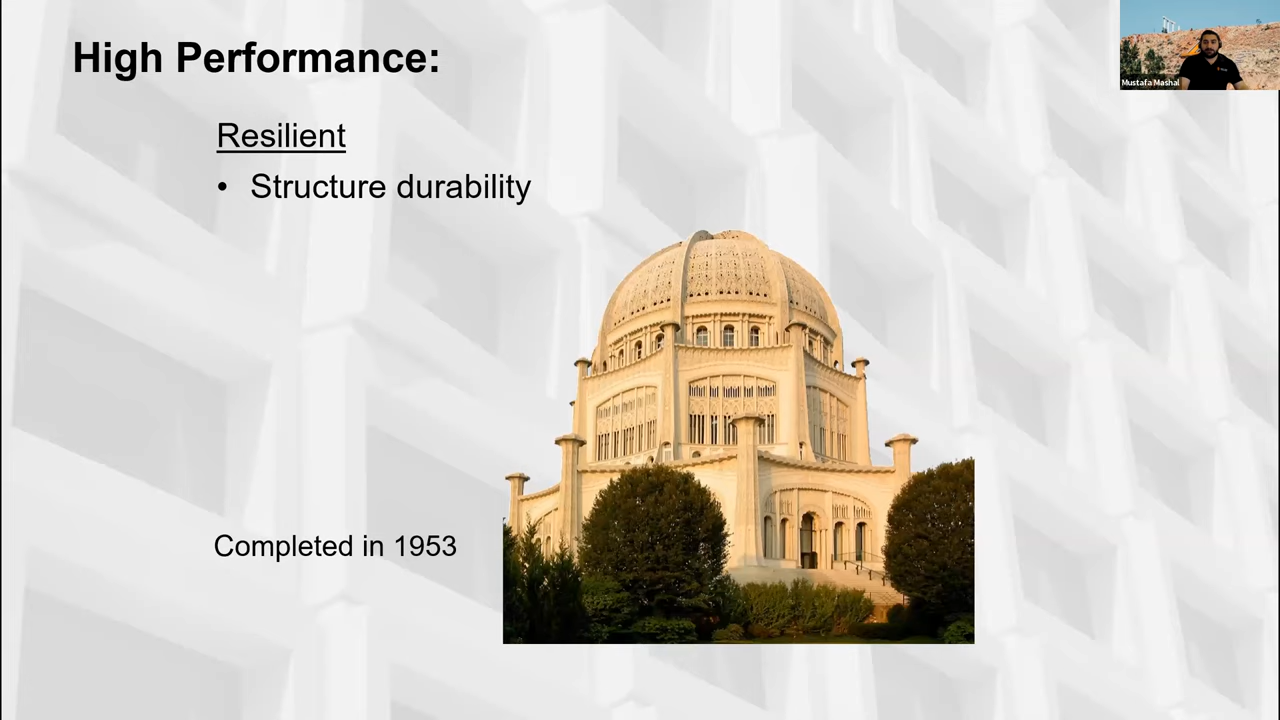 High Performance:
Mustafa Mashal
Resilient
• Structure durability
Completed in 1953